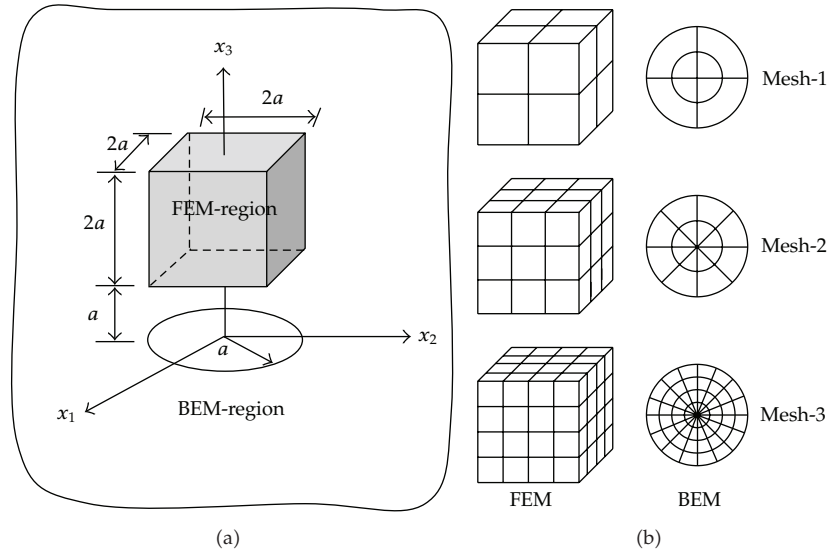 x₃
2a
2a
2a
FEM-region
a
a
x₂
x₁
BEM-region
(a)
Mesh-1
Mesh-2
Mesh-3
FEM
BEM
(b)